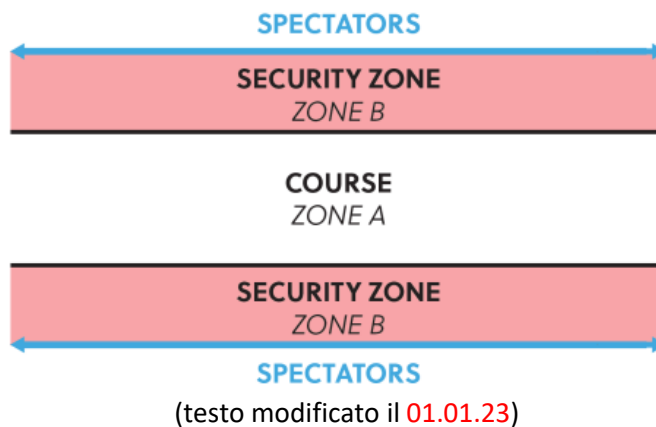 SPECTATORS
SECURITY ZONE
ZONE B
COURSE
ZONE A
SECURITY ZONE
ZONE B
SPECTATORS
(testo modificato il 01.01.23)